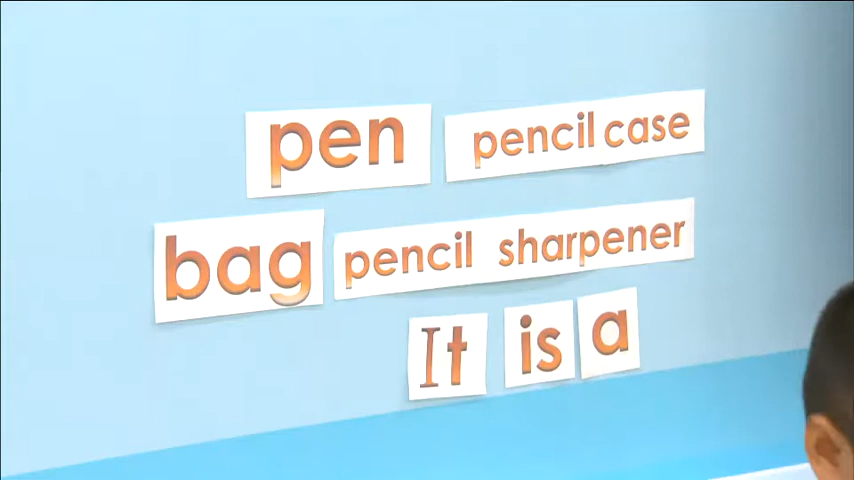 pen pencil case
bag pencil sharpener
It is a